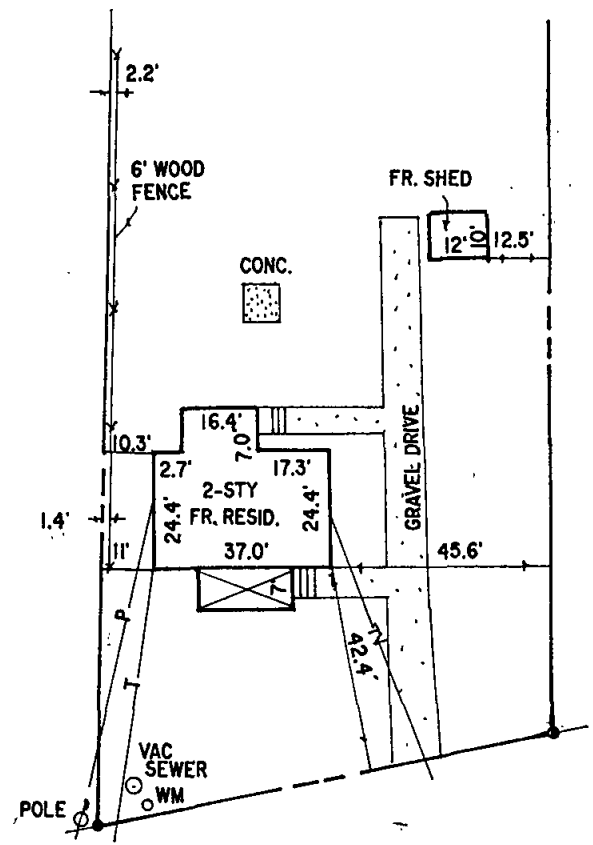 2.2'
6' WOOD
FENCE
FR. SHED
12'
10'
12.5'
CONC.
16.4'
7.0'
10.3'
2.7'
17.3'
2-STY
FR. RESID.
24.4'
24.4'
GRAVEL DRIVE
1.4'
11'
37.0'
45.6'
7'
P
T
TV
42.4'
VAC
SEWER
WM
POLE